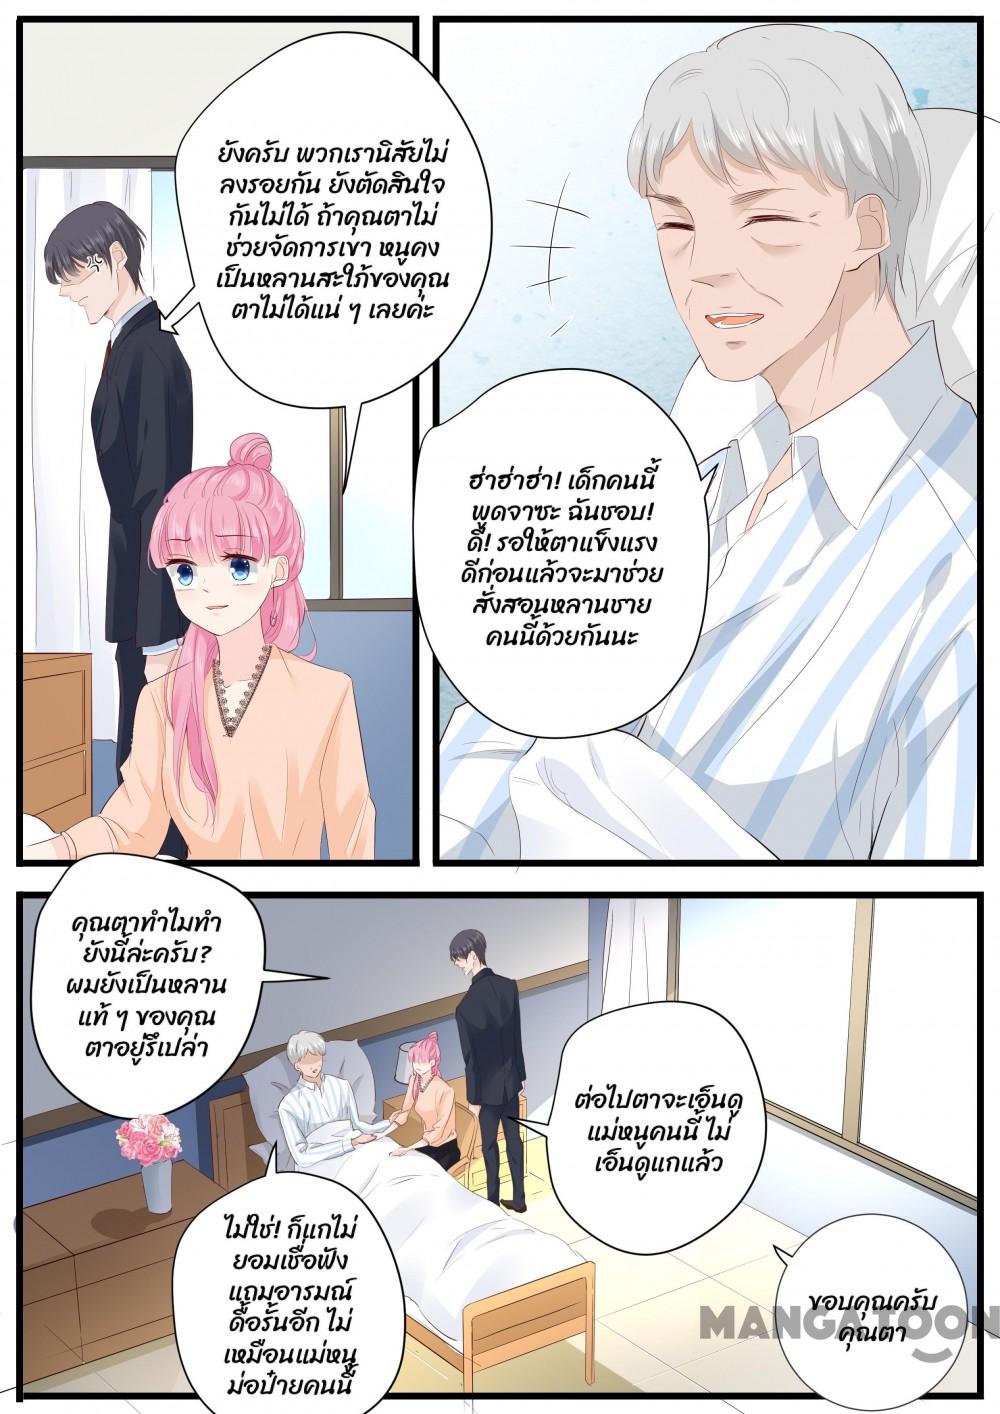 ยังครับ พวกเรานิสัยไม่
ลงรอยกัน ยังตัดสินใจ
กันไม่ได้ ถ้าคุณตาไม่
ช่วยจัดการเขา หนูคง
เป็นหลานสะใภ้ของคุณ
ตาไม่ได้แน่ ๆ เลยค่ะ
ฮ่าฮ่าฮ่า! เด็กคนนี้
พูดจาซะ ฉันชอบ!
ดี! รอให้ตาแข็งแรง
ดีก่อนแล้วจะมาช่วย
สั่งสอนหลานชาย
คนนี้ด้วยกันนะ
คุณตาทำไมทำ
ยังนี้ล่ะครับ?
ผมยังเป็นหลาน
แท้ ๆ ของคุณ
ตาอยู่รึเปล่า
ต่อไปตาจะเอ็นดู
แม่หนูคนนี้ ไม่
เอ็นดูแกแล้ว
ไม่ใช่! ก็แกไม่
ยอมเชื่อฟัง
แถมอารมณ์
ดื้อรั้นอีก ไม่
เหมือนแม่หนู
ม่อป๋ายคนนี้
ขอบคุณครับ
คุณตา
MANGATOON